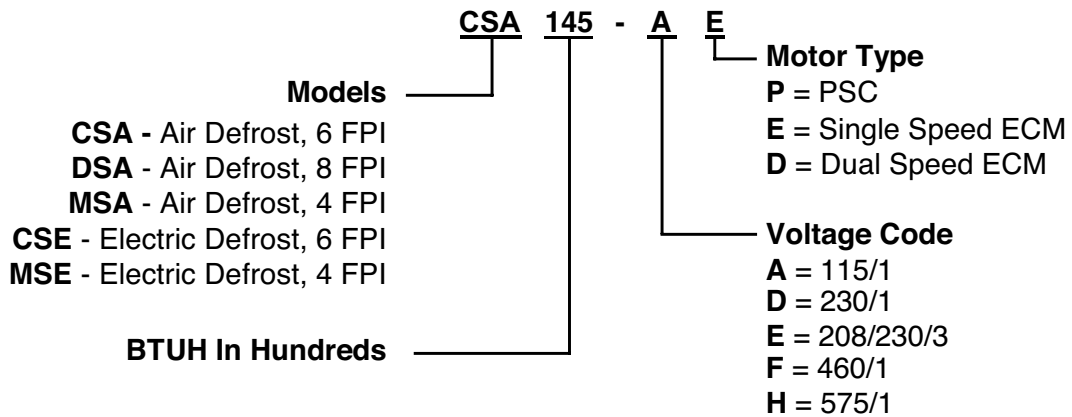 CSA 145 - A E
Models
CSA - Air Defrost, 6 FPI
DSA - Air Defrost, 8 FPI
MSA - Air Defrost, 4 FPI
CSE - Electric Defrost, 6 FPI
MSE - Electric Defrost, 4 FPI
BTUH In Hundreds
Motor Type
P = PSC
E = Single Speed ECM
D = Dual Speed ECM
Voltage Code
A = 115/1
D = 230/1
E = 208/230/3
F = 460/1
H = 575/1